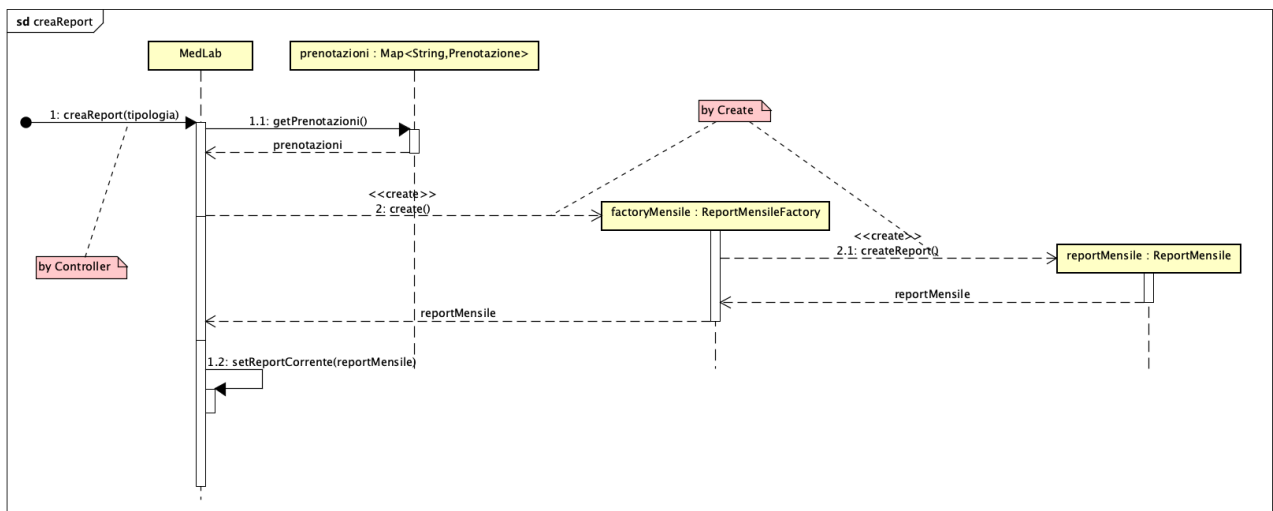 sd creaReport
MedLab
prenotazioni : Map<String,Prenotazione>
by Create
1: creaReport(tipologia)
1.1: getPrenotazioni()
prenotazioni
<<create>>
2: create()
factoryMensile : ReportMensileFactory
<<create>>
2.1: createReport()
reportMensile : ReportMensile
by Controller
reportMensile
reportMensile
1.2: setReportCorrente(reportMensile)